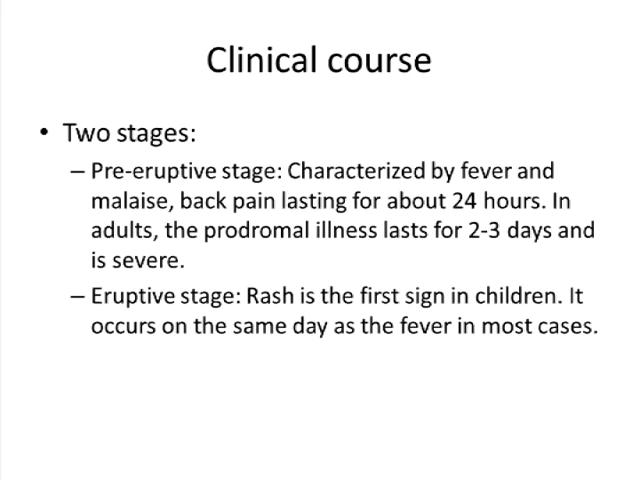 Clinical course
• Two stages:
– Pre-eruptive stage: Characterized by fever and
malaise, back pain lasting for about 24 hours. In
adults, the prodromal illness lasts for 2-3 days and
is severe.
– Eruptive stage: Rash is the first sign in children. It
occurs on the same day as the fever in most cases.